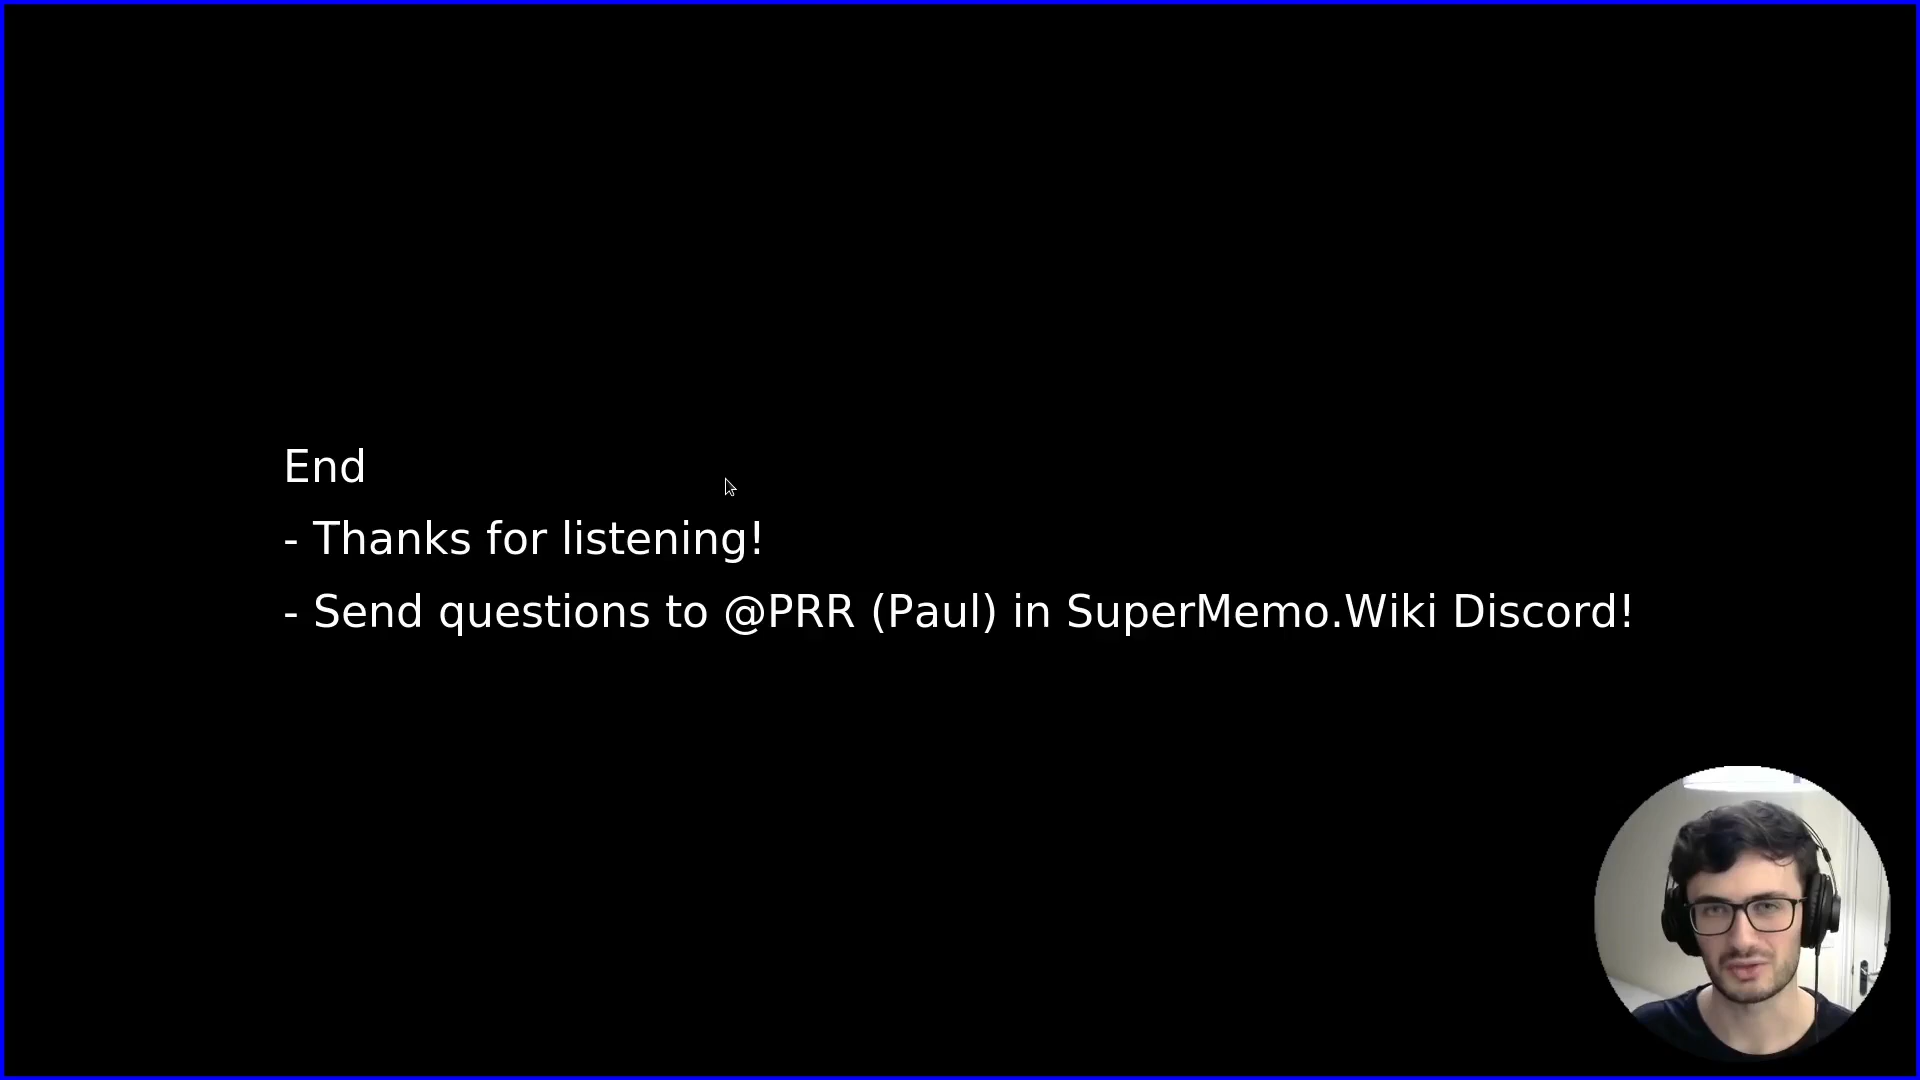 End
- Thanks for listening!
- Send questions to @PRR (Paul) in SuperMemo.Wiki Discord!